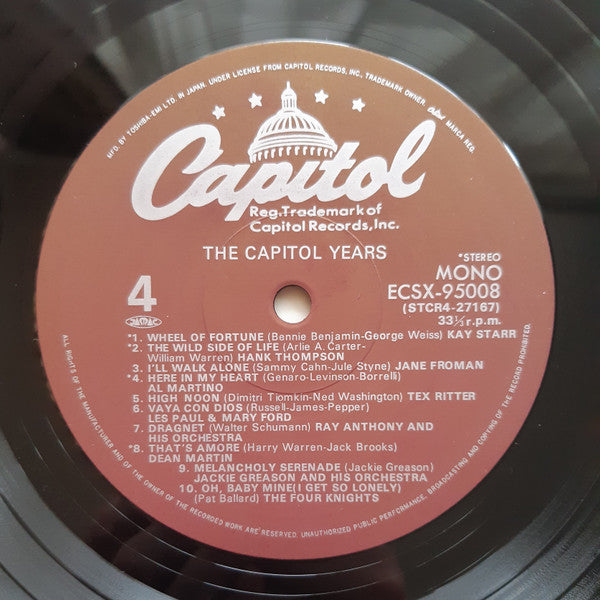 MFD. BY TOSHIBA-EMI LTD. IN JAPAN. UNDER LICENSE FROM CAPITOL RECORDS, INC., TRADEMARK OWNER. MARCA REG.
Capitol
Reg. Trademark of
Capitol Records, Inc.
THE CAPITOL YEARS
*STEREO
MONO
4
ECSX-95008
(STCR4-27167)
JASRAC
33⅓ r.p.m.
*1. WHEEL OF FORTUNE (Bennie Benjamin-George Weiss) KAY STARR
*2. THE WILD SIDE OF LIFE (Arlie A. Carter-
William Warren) HANK THOMPSON
3. I'LL WALK ALONE (Sammy Cahn-Jule Styne) JANE FROMAN
*4. HERE IN MY HEART (Genaro-Levinson-Borrelli)
AL MARTINO
5. HIGH NOON (Dimitri Tiomkin-Ned Washington) TEX RITTER
6. VAYA CON DIOS (Russell-James-Pepper)
LES PAUL & MARY FORD
7. DRAGNET (Walter Schumann) RAY ANTHONY AND
HIS ORCHESTRA
*8. THAT'S AMORE (Harry Warren-Jack Brooks)
DEAN MARTIN
9. MELANCHOLY SERENADE (Jackie Greason)
JACKIE GREASON AND HIS ORCHESTRA
10. OH, BABY MINE(I GET SO LONELY)
(Pat Ballard) THE FOUR KNIGHTS
ALL RIGHTS OF THE MANUFACTURER AND OF THE OWNER OF THE RECORDED WORK ARE RESERVED. UNAUTHORIZED PUBLIC PERFORMANCE, BROADCASTING AND COPYING OF THE RECORD PROHIBITED.